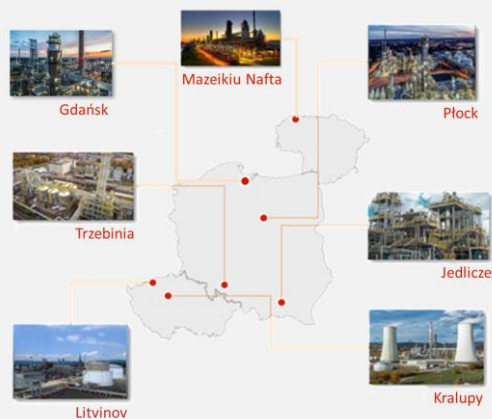 Gdańsk
Mazeikiu Nafta
Płock
Trzebinia
Jedlicze
Litvinov
Kralupy